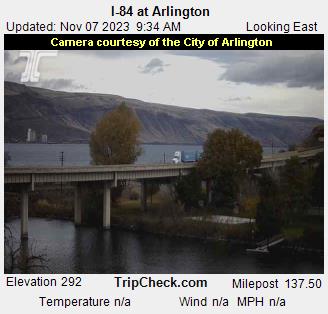 I-84 at Arlington
Updated: Nov 07 2023 9:34 AM Looking East
Camera courtesy of the City of Arlington
Elevation 292 TripCheck.com Milepost 137.50
Temperature n/a Wind n/a MPH n/a